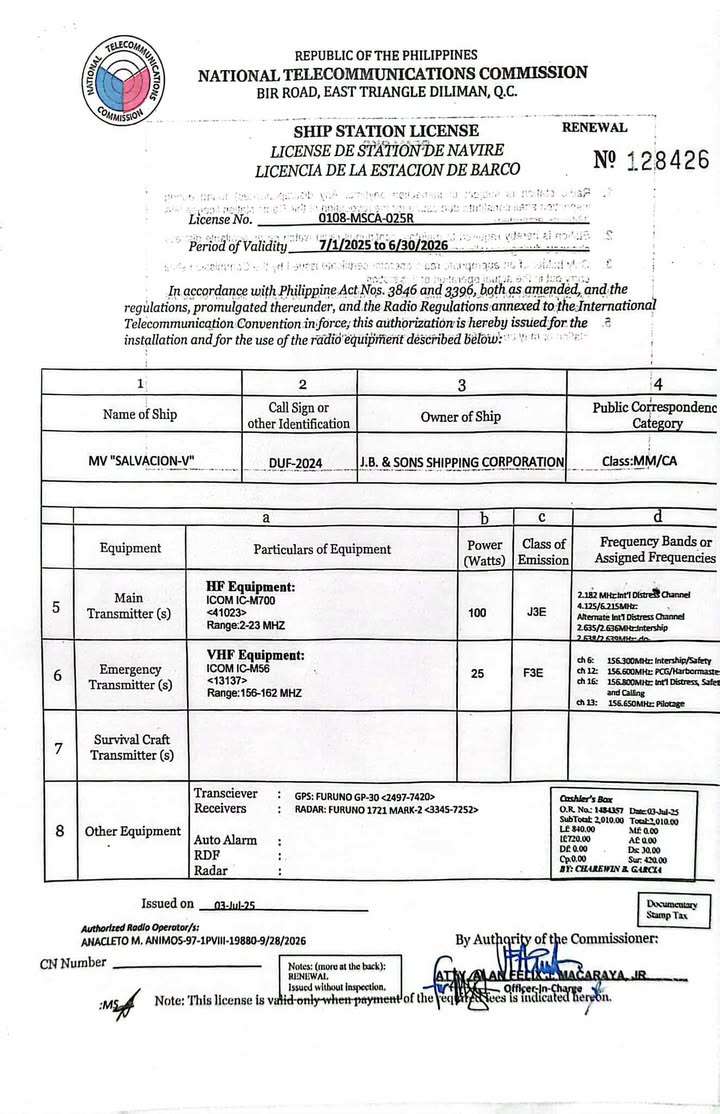 NATIONAL TELECOMMUNICATIONS COMMISSION
REPUBLIC OF THE PHILIPPINES
NATIONAL TELECOMMUNICATIONS COMMISSION
BIR ROAD, EAST TRIANGLE DILIMAN, Q.C.
SHIP STATION LICENSE
RENEWAL
LICENSE DE STATION DE NAVIRE
LICENCIA DE LA ESTACION DE BARCO
Nº 128426
License No. 0108-MSCA-025R
Period of Validity 7/1/2025 to 6/30/2026
In accordance with Philippine Act Nos. 3846 and 3396, both as amended, and the
regulations, promulgated thereunder, and the Radio Regulations annexed to the International
Telecommunication Convention in force, this authorization is hereby issued for the
installation and for the use of the radio equipment described below:
1 2 3 4
Name of Ship
Call Sign or
other Identification
Owner of Ship
Public Correspondenc
Category
MV "SALVACION-V" DUF-2024 J.B. & SONS SHIPPING CORPORATION Class:MM/CA
a b c d
Equipment
Particulars of Equipment
Power
(Watts)
Class of
Emission
Frequency Bands or
Assigned Frequencies
5
Main
Transmitter (s)
HF Equipment:
ICOM IC-M700
<41023>
Range:2-23 MHZ
100
J3E
2.182 MHz:Int'l Distress Channel
4.125/6.215MHz:
Alternate Int'l Distress Channel
2.635/2.636MHz:Intership
2.638/2.639MHz:-do-
6
Emergency
Transmitter (s)
VHF Equipment:
ICOM IC-M56
<13137>
Range:156-162 MHZ
25
F3E
ch 6: 156.300MHz: Intership/Safety
ch 12: 156.600MHz: PCG/Harbormaste
ch 16: 156.800MHz: Int'l Distress, Safet
and Calling
ch 13: 156.650MHz: Pilotage
7
Survival Craft
Transmitter (s)
8
Other Equipment
Transciever : GPS: FURUNO GP-30 <2497-7420>
Receivers : RADAR: FURUNO 1721 MARK-2 <3345-7252>
Auto Alarm :
RDF :
Radar :
Cashier's Box
O.R. No.: 1484357 Date:03-Jul-25
SubTotal: 2,010.00 Total:2,010.00
LF: 840.00 MF: 0.00
IF:720.00 AF: 0.00
DF: 0.00 Ds: 30.00
Cp:0.00 Sur: 420.00
BY: CHAREWIN B. GARCIA
Issued on 03-Jul-25
Documentary
Stamp Tax
Authorized Radio Operator/s:
ANACLETO M. ANIMOS-97-1PVIII-19880-9/28/2026
By Authority of the Commissioner:
CN Number
Notes: (more at the back):
RENEWAL
Issued without inspection.
ATTY. ALAN FELIX J. MACARAYA, JR
Officer-In-Charge
:MS
Note: This license is valid only when payment of the required fees is indicated hereon.